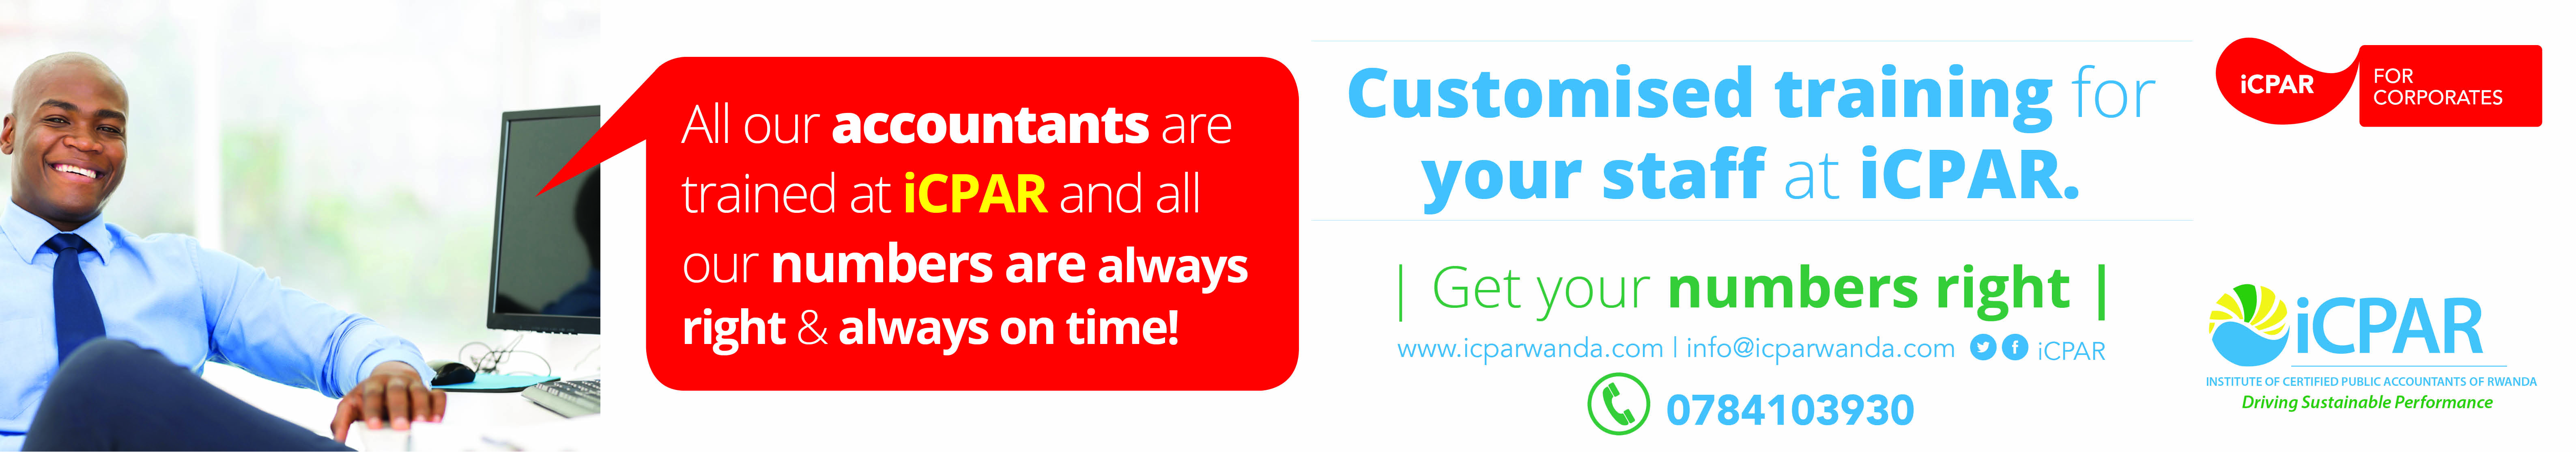 All our accountants are
trained at iCPAR and all
our numbers are always
right & always on time!
Customised training for
your staff at iCPAR.
| Get your numbers right |
www.icparwanda.com | info@icparwanda.com iCPAR
0784103930
iCPAR
FOR
CORPORATES
iCPAR
INSTITUTE OF CERTIFIED PUBLIC ACCOUNTANTS OF RWANDA
Driving Sustainable Performance